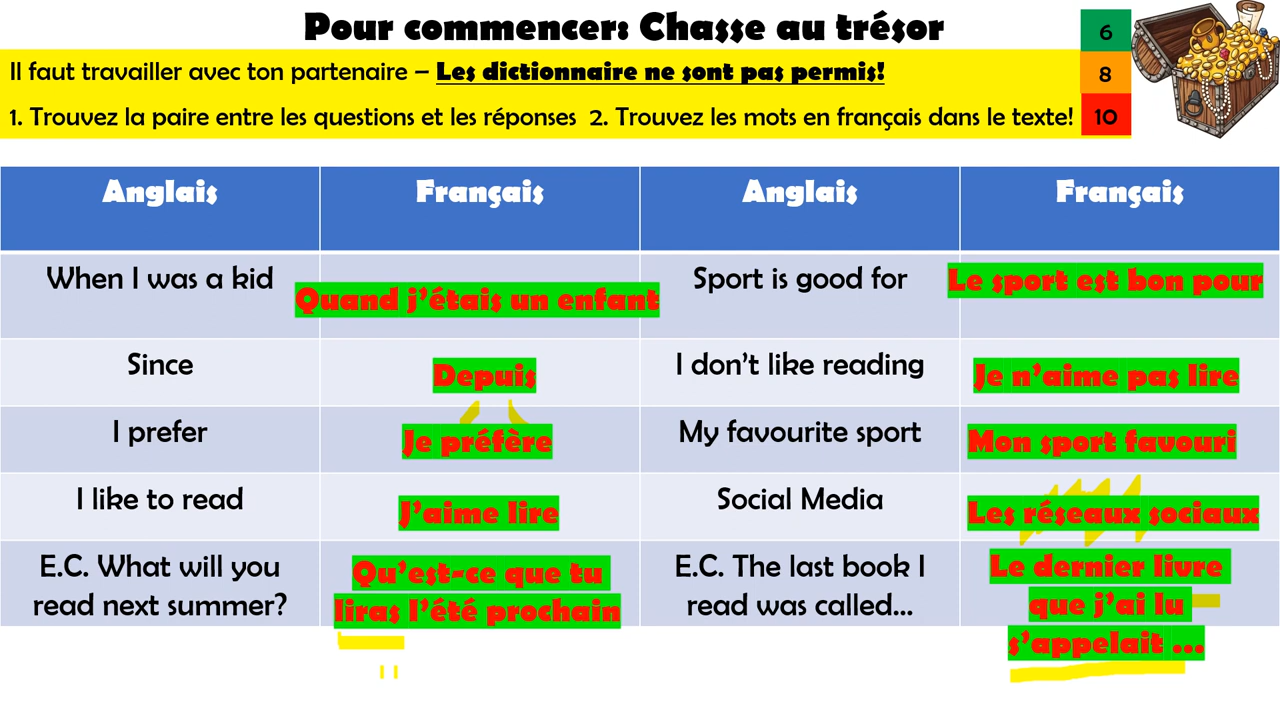 Pour commencer: Chasse au trésor
6
Il faut travailler avec ton partenaire – Les dictionnaire ne sont pas permis!
8
1. Trouvez la paire entre les questions et les réponses 2. Trouvez les mots en français dans le texte!
10
Anglais Français Anglais Français
When I was a kid
Quand j'étais un enfant
Sport is good for
Le sport est bon pour
Since
Depuis
I don't like reading
Je n'aime pas lire
I prefer
Je préfère
My favourite sport
Mon sport favouri
I like to read
J'aime lire
Social Media
Les réseaux sociaux
E.C. What will you
read next summer?
Qu'est-ce que tu
liras l'été prochain
E.C. The last book I
read was called...
Le dernier livre
que j'ai lu
s'appelait ...